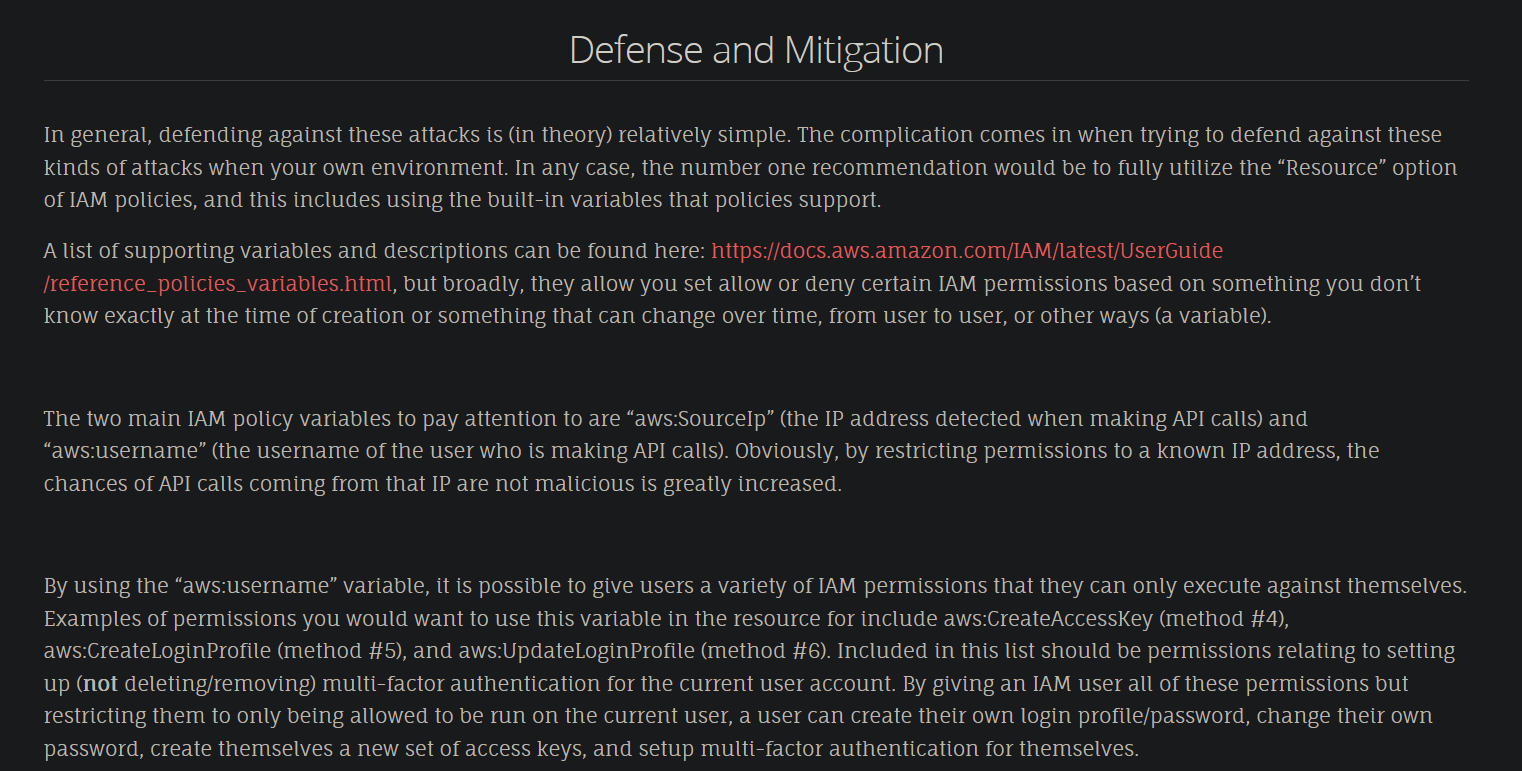 Defense and Mitigation
In general, defending against these attacks is (in theory) relatively simple. The complication comes in when trying to defend against these
kinds of attacks when your own environment. In any case, the number one recommendation would be to fully utilize the “Resource” option
of IAM policies, and this includes using the built-in variables that policies support.
A list of supporting variables and descriptions can be found here: https://docs.aws.amazon.com/IAM/latest/UserGuide
/reference_policies_variables.html, but broadly, they allow you set allow or deny certain IAM permissions based on something you don’t
know exactly at the time of creation or something that can change over time, from user to user, or other ways (a variable).
The two main IAM policy variables to pay attention to are “aws:SourceIp” (the IP address detected when making API calls) and
“aws:username” (the username of the user who is making API calls). Obviously, by restricting permissions to a known IP address, the
chances of API calls coming from that IP are not malicious is greatly increased.
By using the “aws:username” variable, it is possible to give users a variety of IAM permissions that they can only execute against themselves.
Examples of permissions you would want to use this variable in the resource for include aws:CreateAccessKey (method #4),
aws:CreateLoginProfile (method #5), and aws:UpdateLoginProfile (method #6). Included in this list should be permissions relating to setting
up (not deleting/removing) multi-factor authentication for the current user account. By giving an IAM user all of these permissions but
restricting them to only being allowed to be run on the current user, a user can create their own login profile/password, change their own
password, create themselves a new set of access keys, and setup multi-factor authentication for themselves.